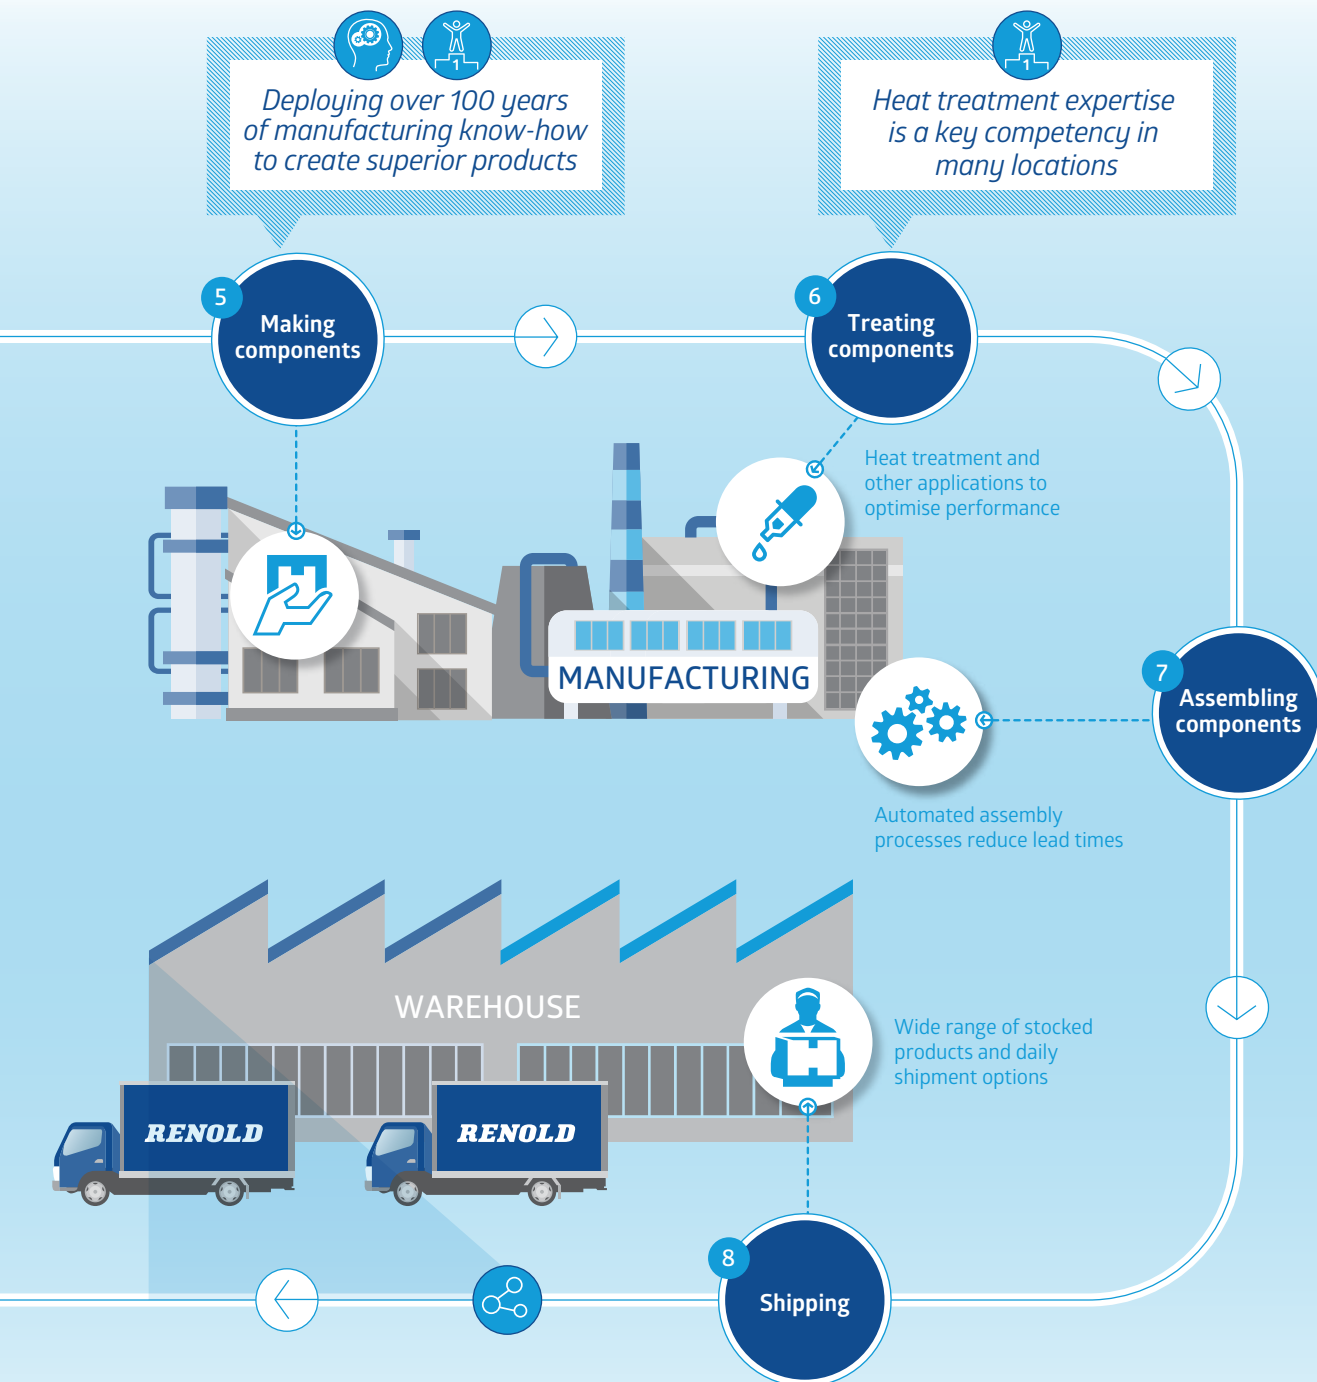 1
1
Deploying over 100 years
of manufacturing know-how
to create superior products
Heat treatment expertise
is a key competency in
many locations
5
Making
components
6
Treating
components
Heat treatment and
other applications to
optimise performance
MANUFACTURING
7
Assembling
components
Automated assembly
processes reduce lead times
WAREHOUSE
Wide range of stocked
products and daily
shipment options
RENOLD
RENOLD
8
Shipping